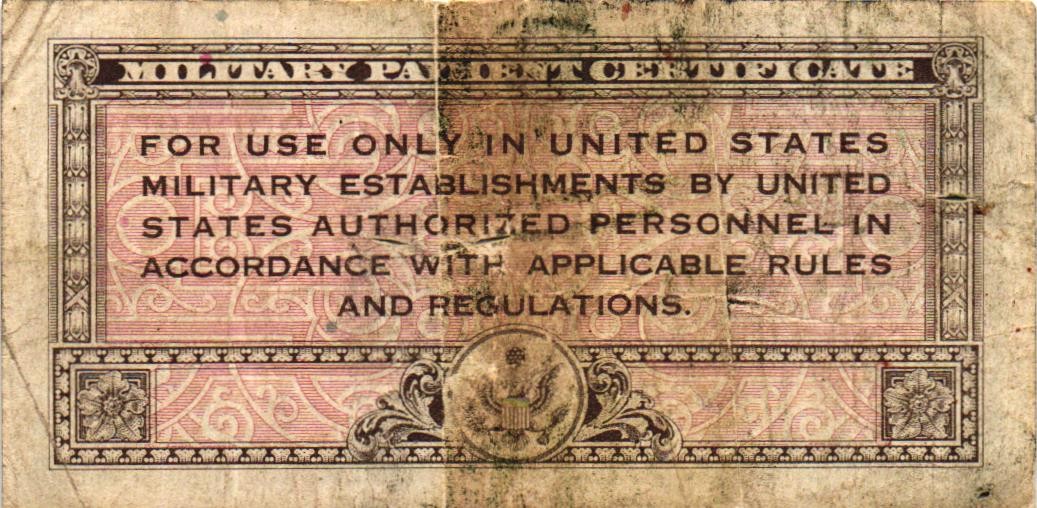 MILITARY PAYMENT CERTIFICATE
FOR USE ONLY IN UNITED STATES
MILITARY ESTABLISHMENTS BY UNITED
STATES AUTHORIZED PERSONNEL IN
ACCORDANCE WITH APPLICABLE RULES
AND REGULATIONS.